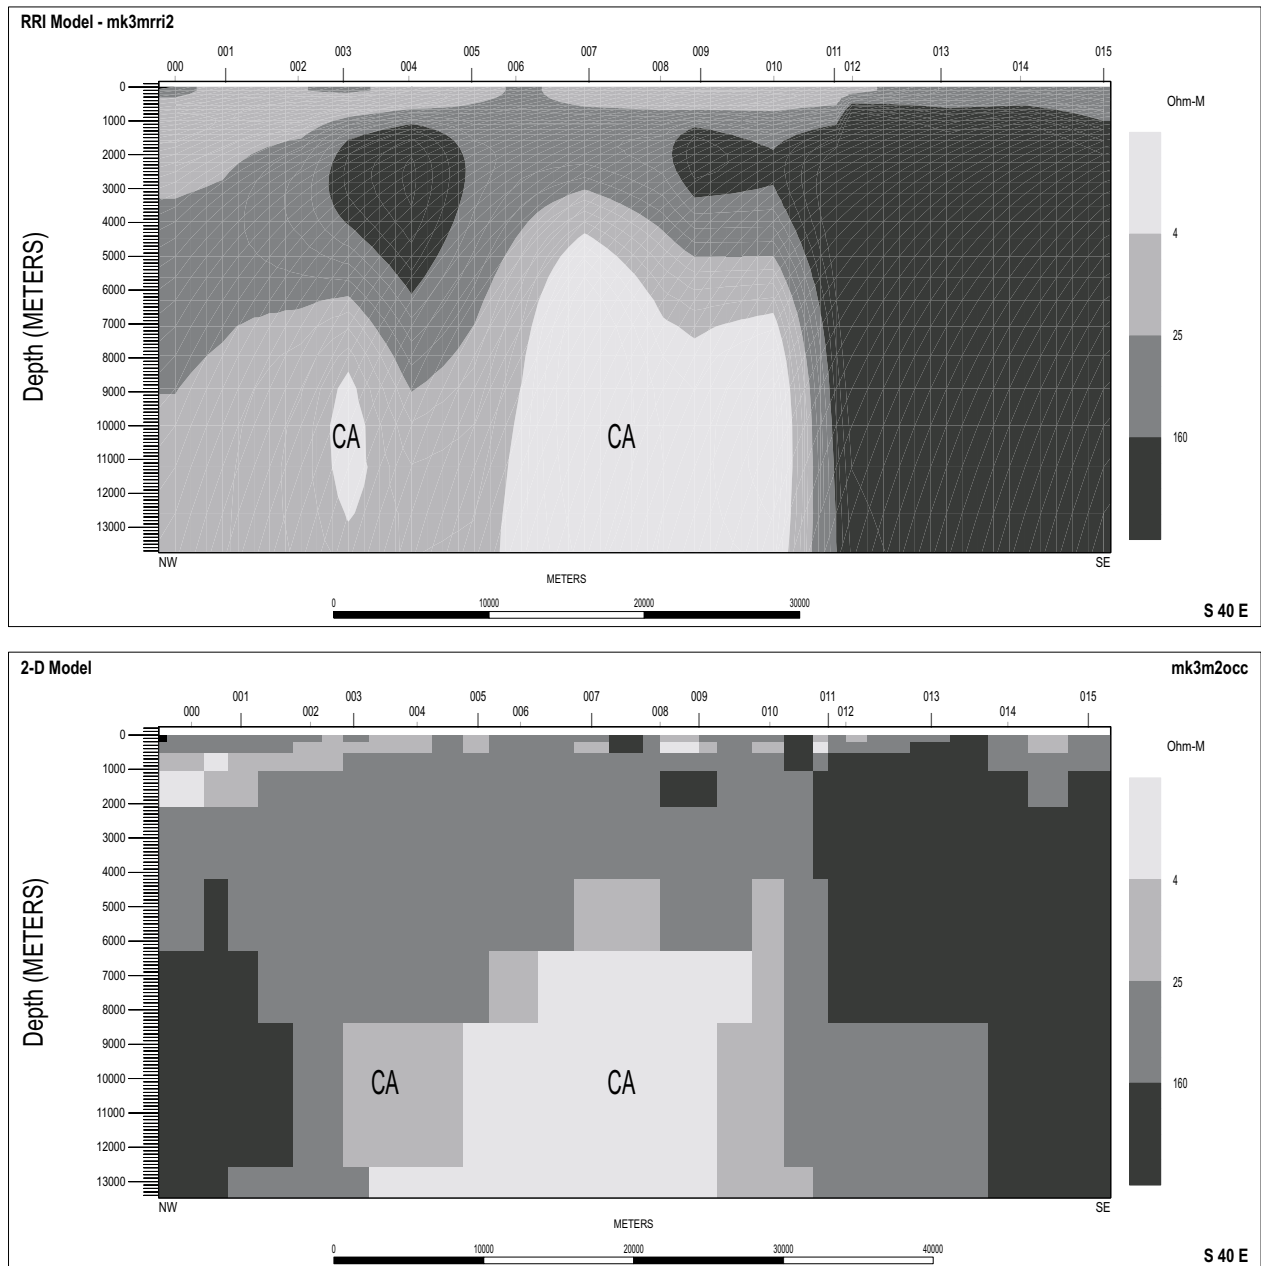 RRI Model - mk3mrri2
001 003 005 007 009 011 013 015
000 002 004 006 008 010 012 014
0
1000
2000
3000
4000
5000
6000
7000
8000
9000
10000
11000
12000
13000
Depth (METERS)
CA
CA
Ohm-M
4
25
160
NW
SE
METERS
0 10000 20000 30000
S 40 E
2-D Model
mk3m2occ
001 003 005 007 009 011 013 015
000 002 004 006 008 010 012 014
0
1000
2000
3000
4000
5000
6000
7000
8000
9000
10000
11000
12000
13000
Depth (METERS)
CA
CA
Ohm-M
4
25
160
NW
SE
METERS
0 10000 20000 30000 40000
S 40 E